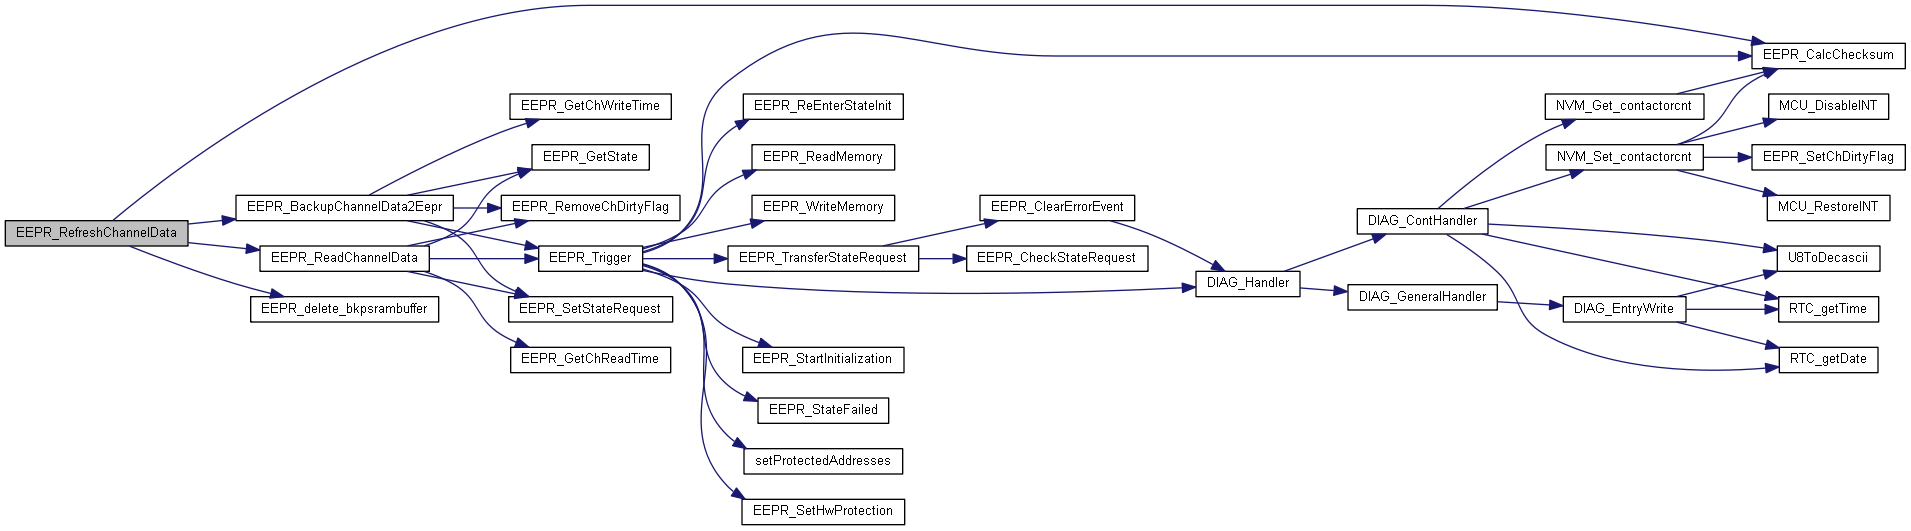 EEPR_RefreshChannelData
EEPR_BackupChannelData2Eepr
EEPR_ReadChannelData
EEPR_delete_bkpsrambuffer
EEPR_GetChWriteTime
EEPR_GetState
EEPR_RemoveChDirtyFlag
EEPR_Trigger
EEPR_SetStateRequest
EEPR_GetChReadTime
EEPR_ReEnterStateInit
EEPR_ReadMemory
EEPR_WriteMemory
EEPR_TransferStateRequest
EEPR_StartInitialization
EEPR_StateFailed
setProtectedAddresses
EEPR_SetHwProtection
EEPR_ClearErrorEvent
EEPR_CheckStateRequest
DIAG_Handler
DIAG_ContHandler
DIAG_GeneralHandler
NVM_Get_contactorcnt
NVM_Set_contactorcnt
DIAG_EntryWrite
EEPR_CalcChecksum
MCU_DisableINT
EEPR_SetChDirtyFlag
MCU_RestoreINT
U8ToDecascii
RTC_getTime
RTC_getDate